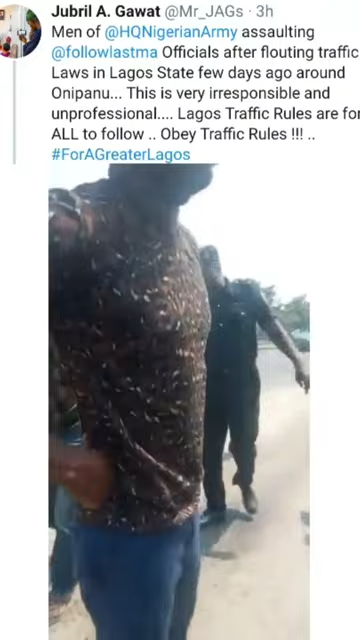 Jubril A. Gawat @Mr_JAGs · 3h
Men of @HQNigerianArmy assaulting
@followlastma Officials after flouting traffic
Laws in Lagos State few days ago around
Onipanu... This is very irresponsible and
unprofessional.... Lagos Traffic Rules are for
ALL to follow .. Obey Traffic Rules !!! ..
#ForAGreaterLagos